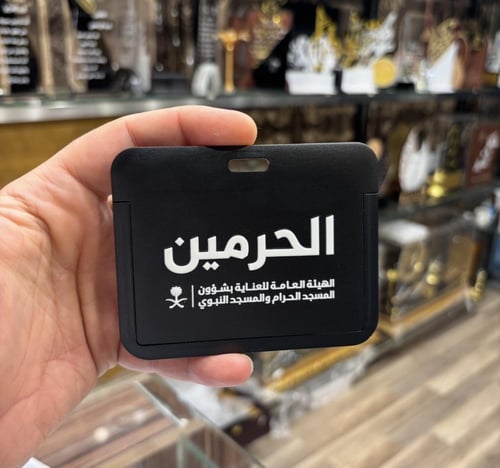 الحرمين
الهيئة العامة للعناية بشؤون
المسجد الحرام والمسجد النبوي